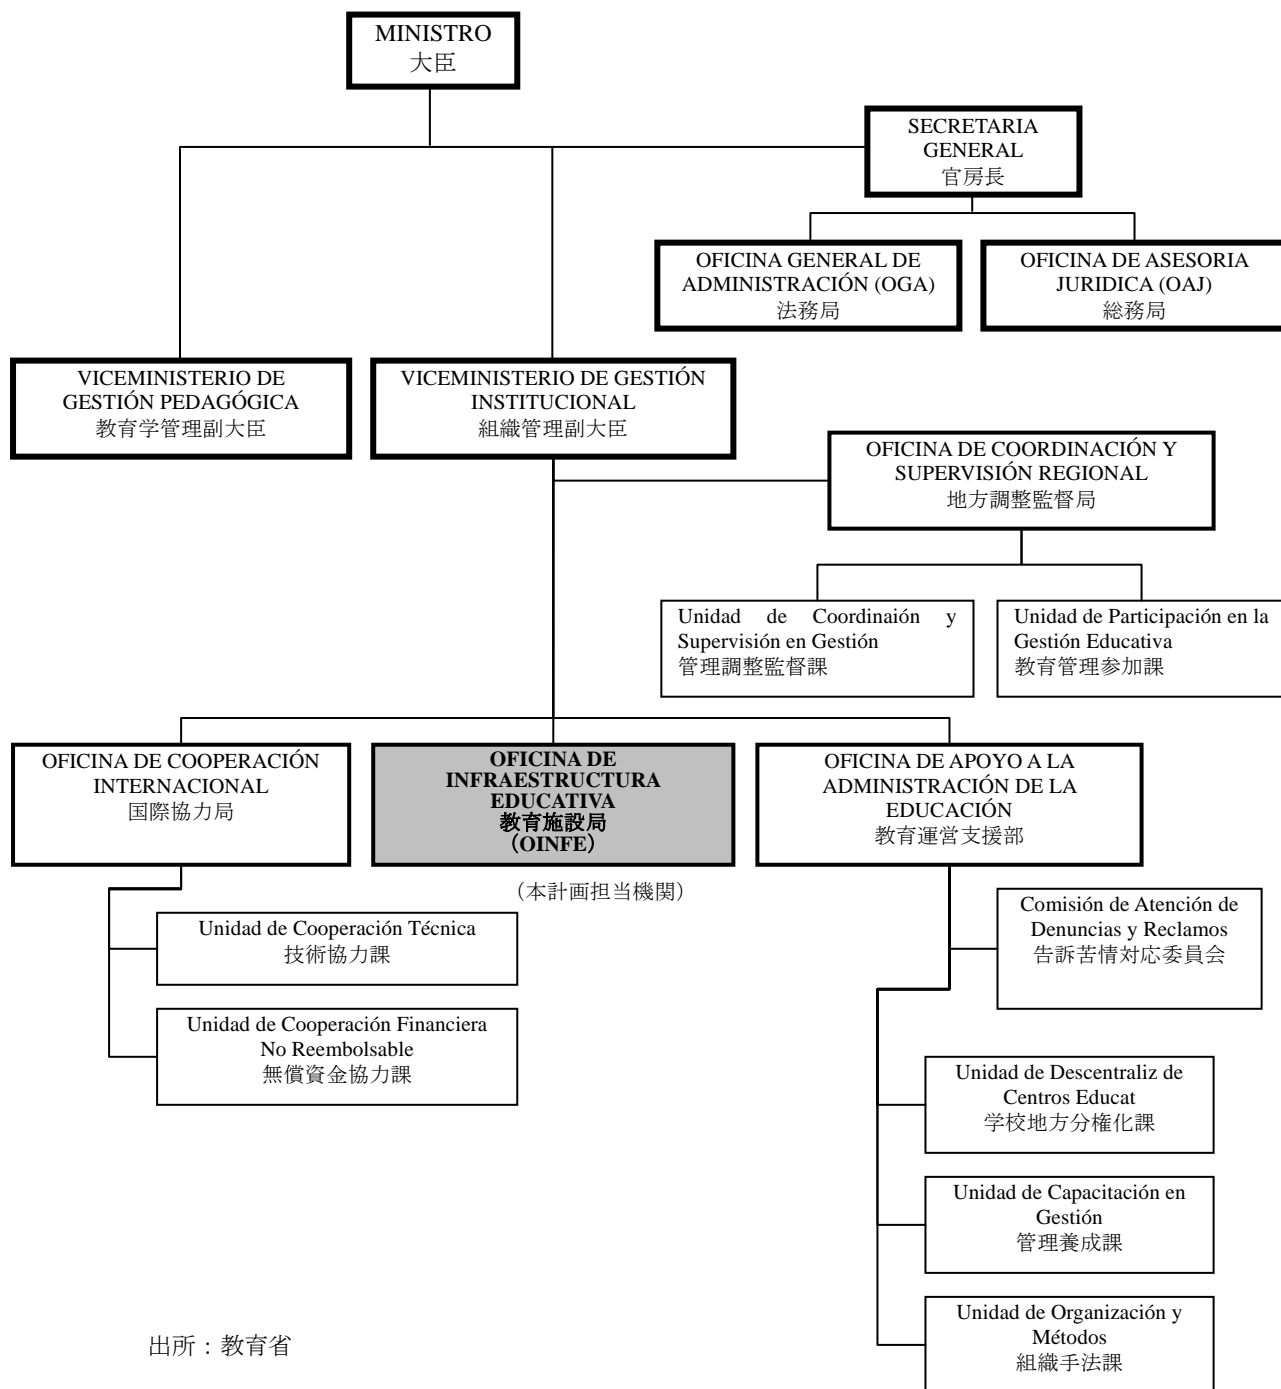 MINISTRO
大臣
SECRETARIA
GENERAL
官房長
OFICINA GENERAL DE
ADMINISTRACIÓN (OGA)
法務局
OFICINA DE ASESORIA
JURIDICA (OAJ)
総務局
VICEMINISTERIO DE
GESTIÓN PEDAGÓGICA
教育学管理副大臣
VICEMINISTERIO DE GESTIÓN
INSTITUCIONAL
組織管理副大臣
OFICINA DE COORDINACIÓN Y
SUPERVISIÓN REGIONAL
地方調整監督局
Unidad de Coordinaión y
Supervisión en Gestión
管理調整監督課
Unidad de Participación en la
Gestión Educativa
教育管理参加課
OFICINA DE COOPERACIÓN
INTERNACIONAL
国際協力局
OFICINA DE
INFRAESTRUCTURA
EDUCATIVA
教育施設局
（OINFE）
OFICINA DE APOYO A LA
ADMINISTRACIÓN DE LA
EDUCACIÓN
教育運営支援部
（本計画担当機関）
Unidad de Cooperación Técnica
技術協力課
Unidad de Cooperación Financiera
No Reembolsable
無償資金協力課
Comisión de Atención de
Denuncias y Reclamos
告訴苦情対応委員会
Unidad de Descentraliz de
Centros Educat
学校地方分権化課
Unidad de Capacitación en
Gestión
管理養成課
Unidad de Organización y
Métodos
組織手法課
出所：教育省